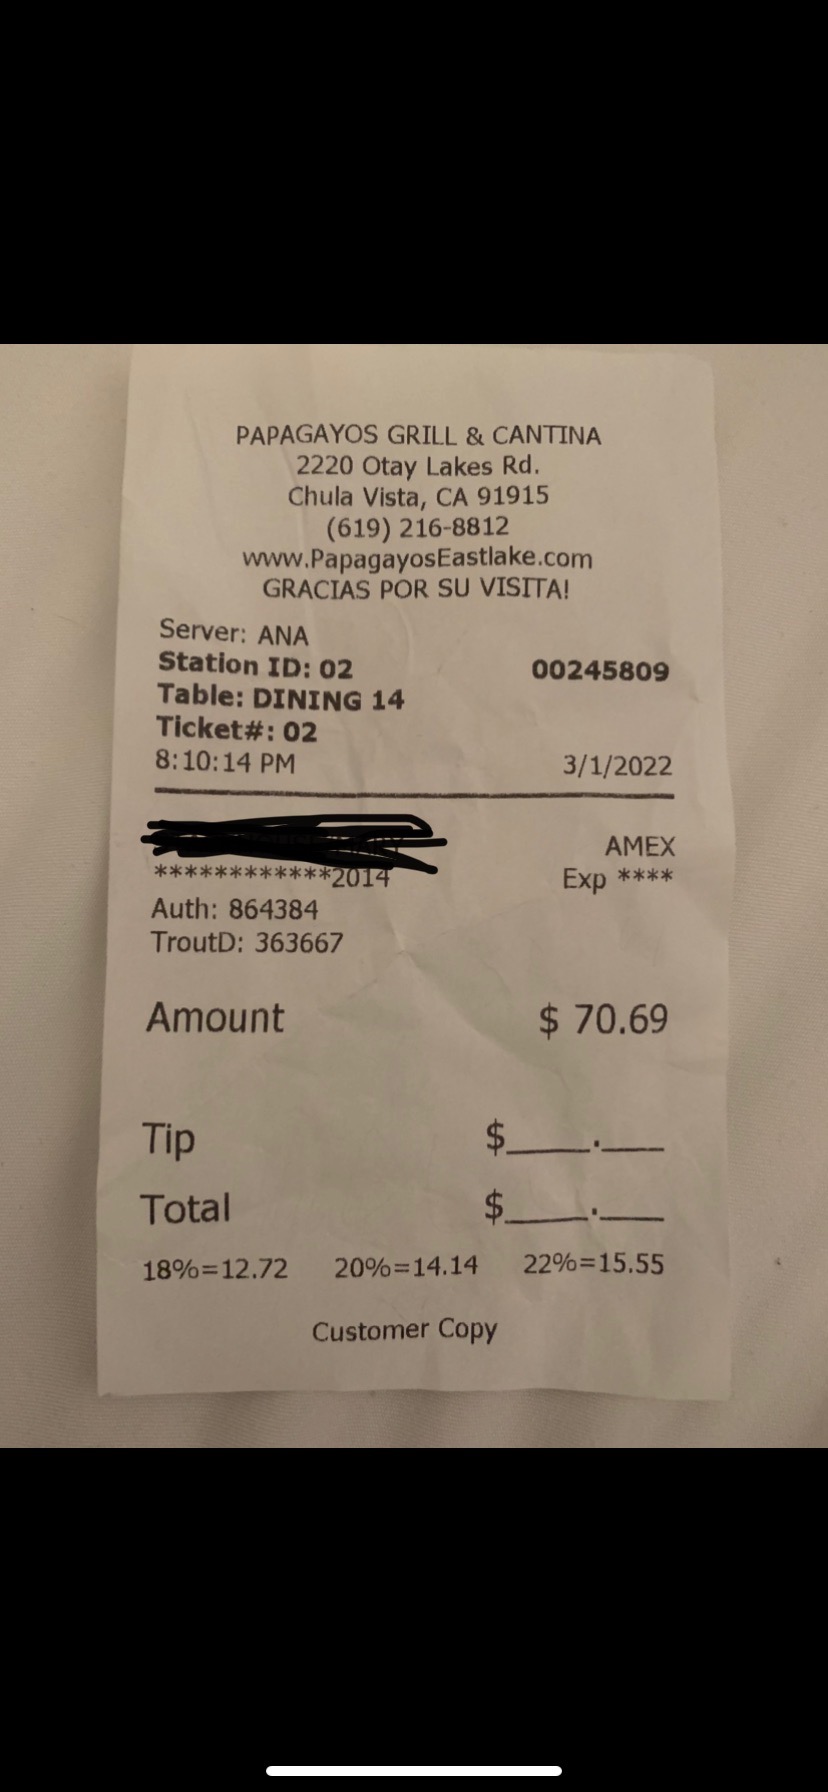 PAPAGAYOS GRILL & CANTINA
2220 Otay Lakes Rd.
Chula Vista, CA 91915
(619) 216-8812
www.PapagayosEastlake.com
GRACIAS POR SU VISITA!
Server: ANA
Station ID: 02 00245809
Table: DINING 14
Ticket#: 02
8:10:14 PM 3/1/2022
AMEX
************2014 Exp ****
Auth: 864384
TroutD: 363667
Amount $ 70.69
Tip $____.___
Total $____.___
18%=12.72 20%=14.14 22%=15.55
Customer Copy